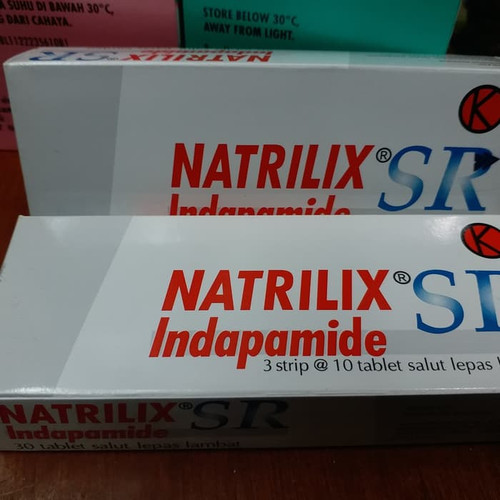 SUHU DI BAWAH 30°C,
DARI CAHAYA.
STORE BELOW 30°C,
AWAY FROM LIGHT.
NATRILIX® SR
Indapamide
K
NATRILIX® SR
Indapamide
K
NATRILIX®
Indapamide
3 strip @ 10 tablet salut lepas
NATRILIX® SR
Indapamide
30 tablet salut lepas lambat